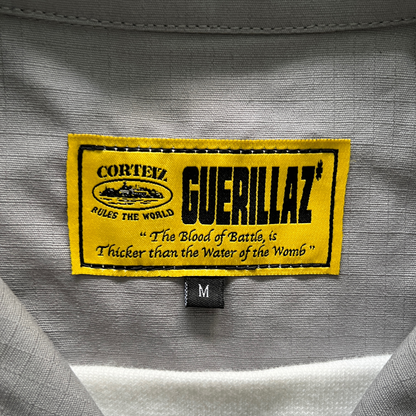 CORTEIZ
RULES THE WORLD
GUERILLAZ
" The Blood of Battle, is
Thicker than the Water of the Womb "
M